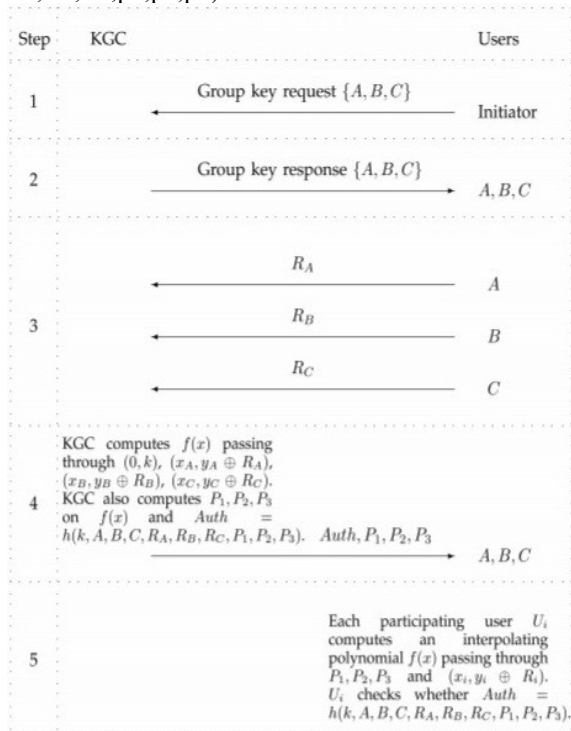 Step KGC Users
1 Group key request {A, B, C} Initiator
2 Group key response {A, B, C} A, B, C
R_A A
3 R_B B
R_C C
KGC computes f(x) passing
through (0, k), (x_A, y_A ⊕ R_A),
(x_B, y_B ⊕ R_B), (x_C, y_C ⊕ R_C).
KGC also computes P_1, P_2, P_3
4 on f(x) and Auth =
h(k, A, B, C, R_A, R_B, R_C, P_1, P_2, P_3). Auth, P_1, P_2, P_3
A, B, C
Each participating user U_i
computes an interpolating
polynomial f(x) passing through
5 P_1, P_2, P_3 and (x_i, y_i ⊕ R_i).
U_i checks whether Auth =
h(k, A, B, C, R_A, R_B, R_C, P_1, P_2, P_3).